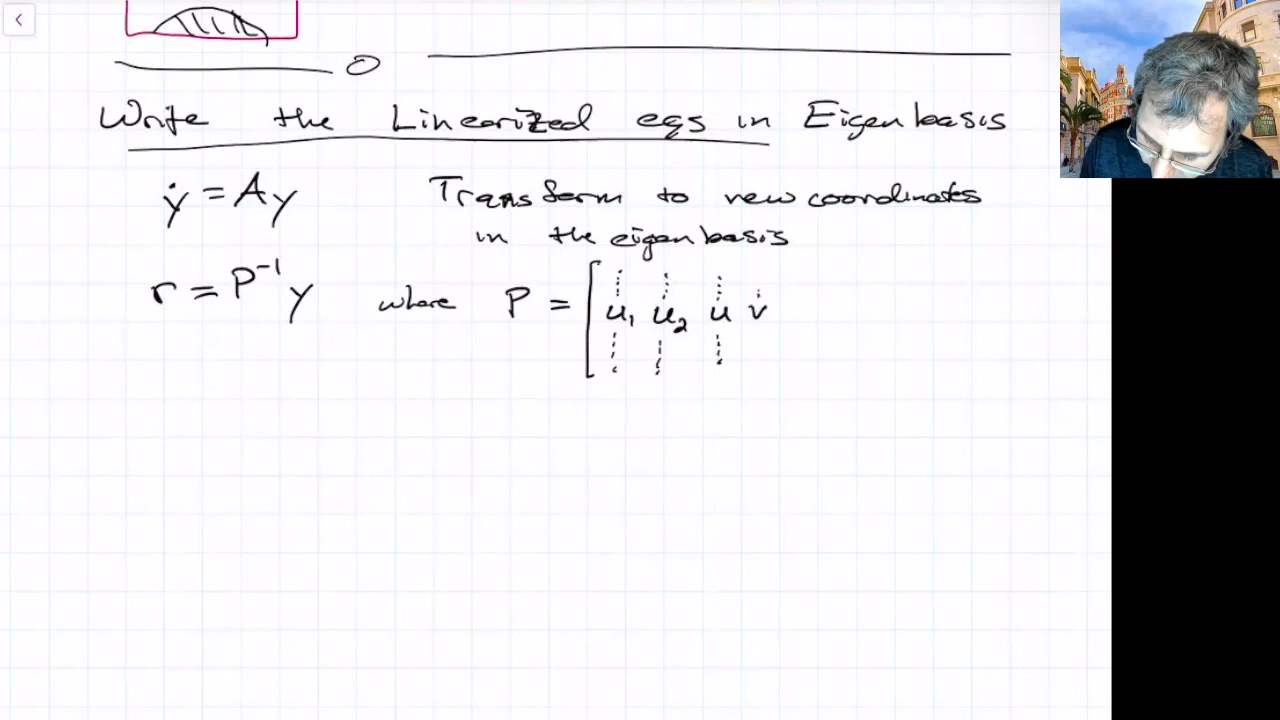 Write the Linearized eqs in Eigenbasis
ẏ = Ay Transform to new coordinates
in the eigenbasis
r = P⁻¹y where P = [ u₁ u₂ u v